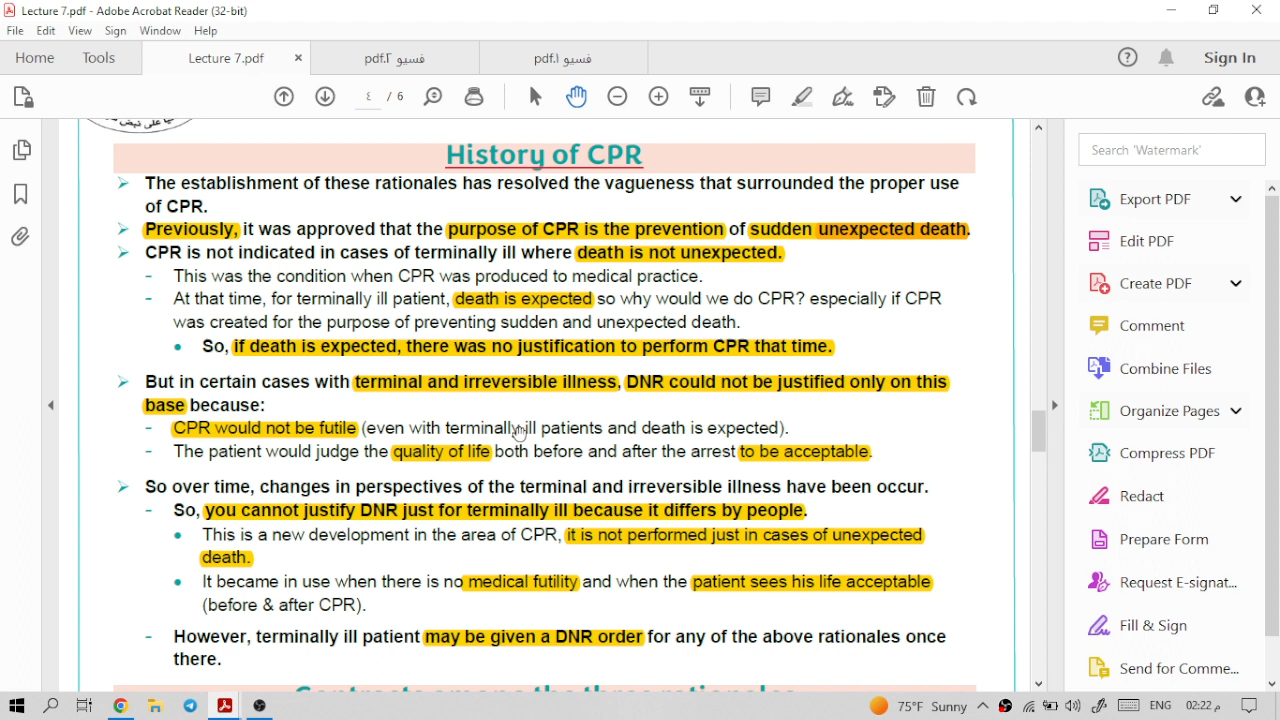 Lecture 7.pdf - Adobe Acrobat Reader (32-bit)
File Edit View Sign Window Help
Home Tools Lecture 7.pdf × فسيو ٢.pdf فسيو ١.pdf Sign In
٤ / 6
Search 'Watermark'
History of CPR
➢ The establishment of these rationales has resolved the vagueness that surrounded the proper use
of CPR.
➢ Previously, it was approved that the purpose of CPR is the prevention of sudden unexpected death.
➢ CPR is not indicated in cases of terminally ill where death is not unexpected.
- This was the condition when CPR was produced to medical practice.
- At that time, for terminally ill patient, death is expected so why would we do CPR? especially if CPR
was created for the purpose of preventing sudden and unexpected death.
• So, if death is expected, there was no justification to perform CPR that time.
➢ But in certain cases with terminal and irreversible illness, DNR could not be justified only on this
base because:
- CPR would not be futile (even with terminally ill patients and death is expected).
- The patient would judge the quality of life both before and after the arrest to be acceptable.
➢ So over time, changes in perspectives of the terminal and irreversible illness have been occur.
- So, you cannot justify DNR just for terminally ill because it differs by people.
• This is a new development in the area of CPR, it is not performed just in cases of unexpected
death.
• It became in use when there is no medical futility and when the patient sees his life acceptable
(before & after CPR).
- However, terminally ill patient may be given a DNR order for any of the above rationales once
there.
Contracts among the three rationales
Export PDF
Edit PDF
Create PDF
Comment
Combine Files
Organize Pages
Compress PDF
Redact
Prepare Form
Request E-signat...
Fill & Sign
Send for Comme...
75°F Sunny ENG 02:22 م